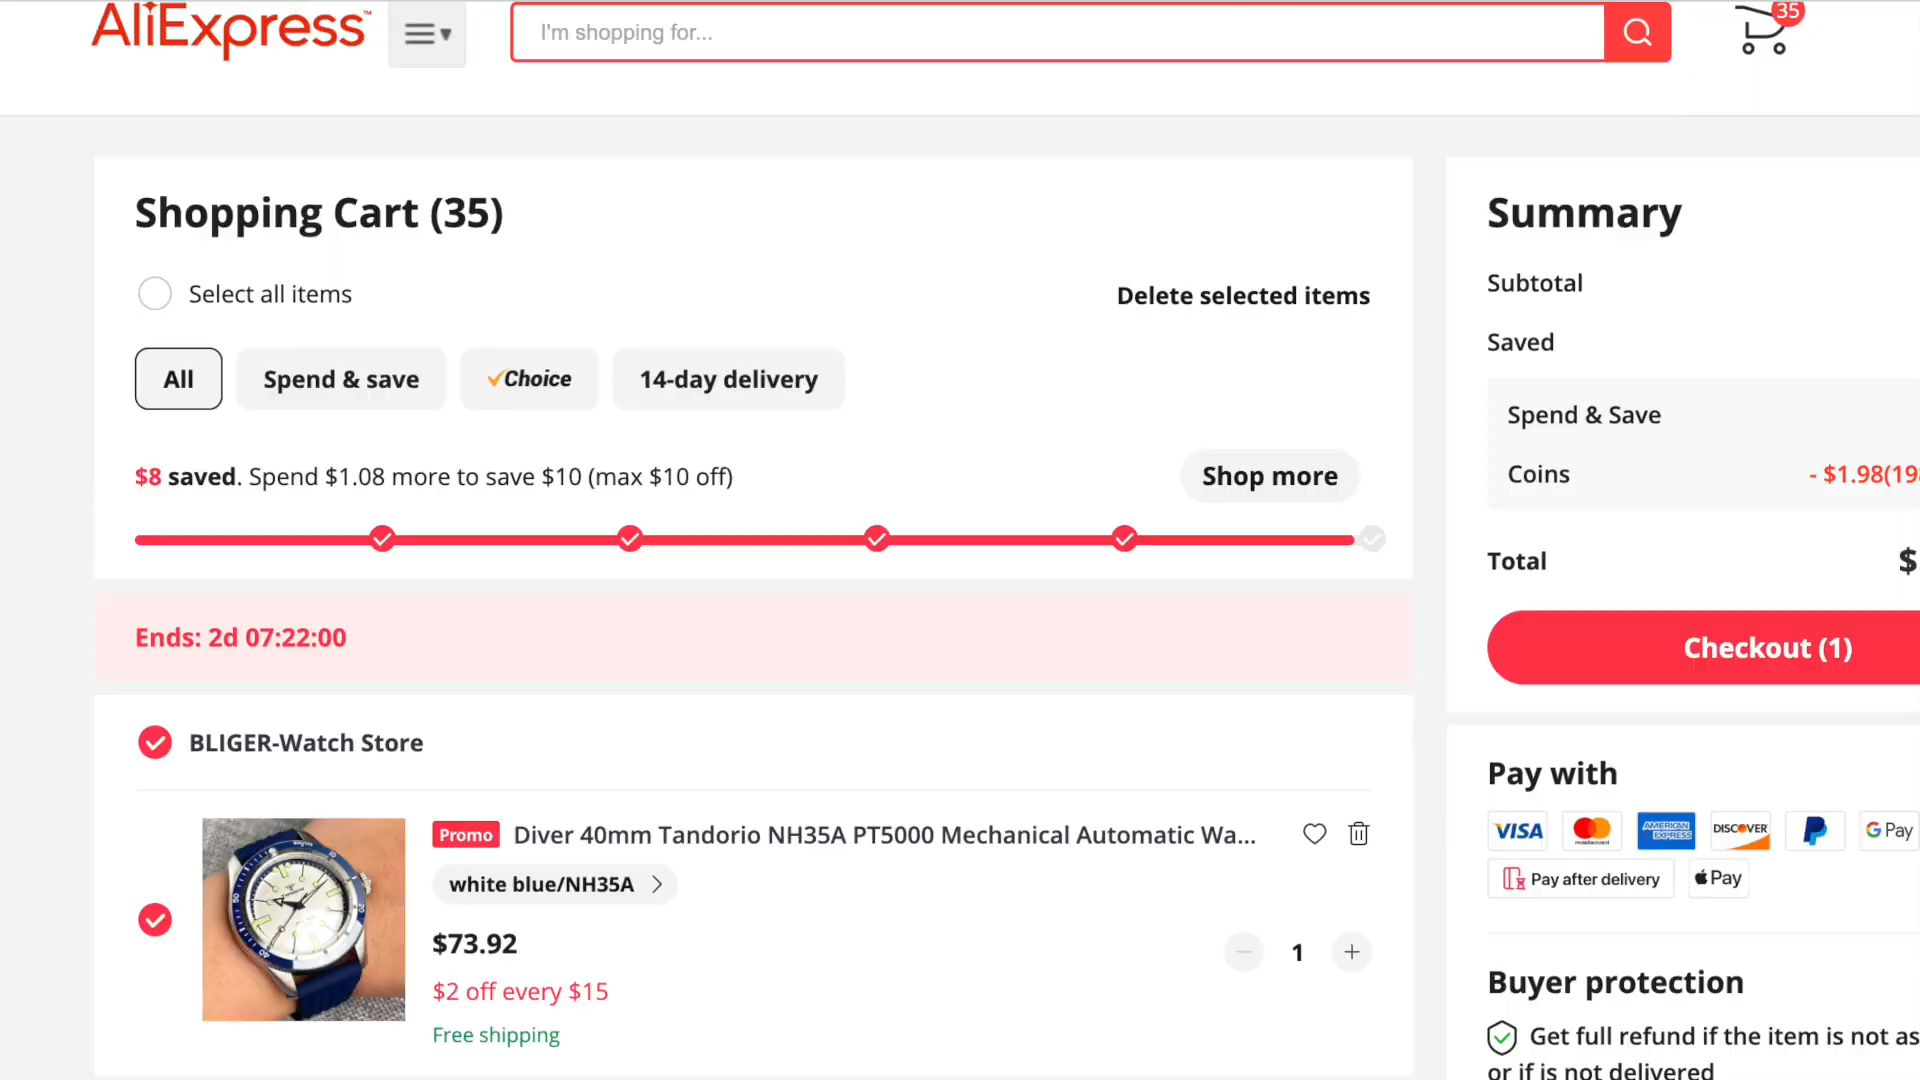 AliExpress™
I'm shopping for...
35
Shopping Cart (35)
Select all items
Delete selected items
All
Spend & save
Choice
14-day delivery
$8 saved. Spend $1.08 more to save $10 (max $10 off)
Shop more
Ends: 2d 07:22:00
BLIGER-Watch Store
Promo Diver 40mm Tandorio NH35A PT5000 Mechanical Automatic Wa...
white blue/NH35A
$73.92
1
$2 off every $15
Free shipping
Summary
Subtotal
Saved
Spend & Save
Coins - $1.98(19
Total $
Checkout (1)
Pay with
VISA mastercard AMERICAN EXPRESS DISCOVER P G Pay
Pay after delivery Pay
Buyer protection
Get full refund if the item is not as
or if is not delivered